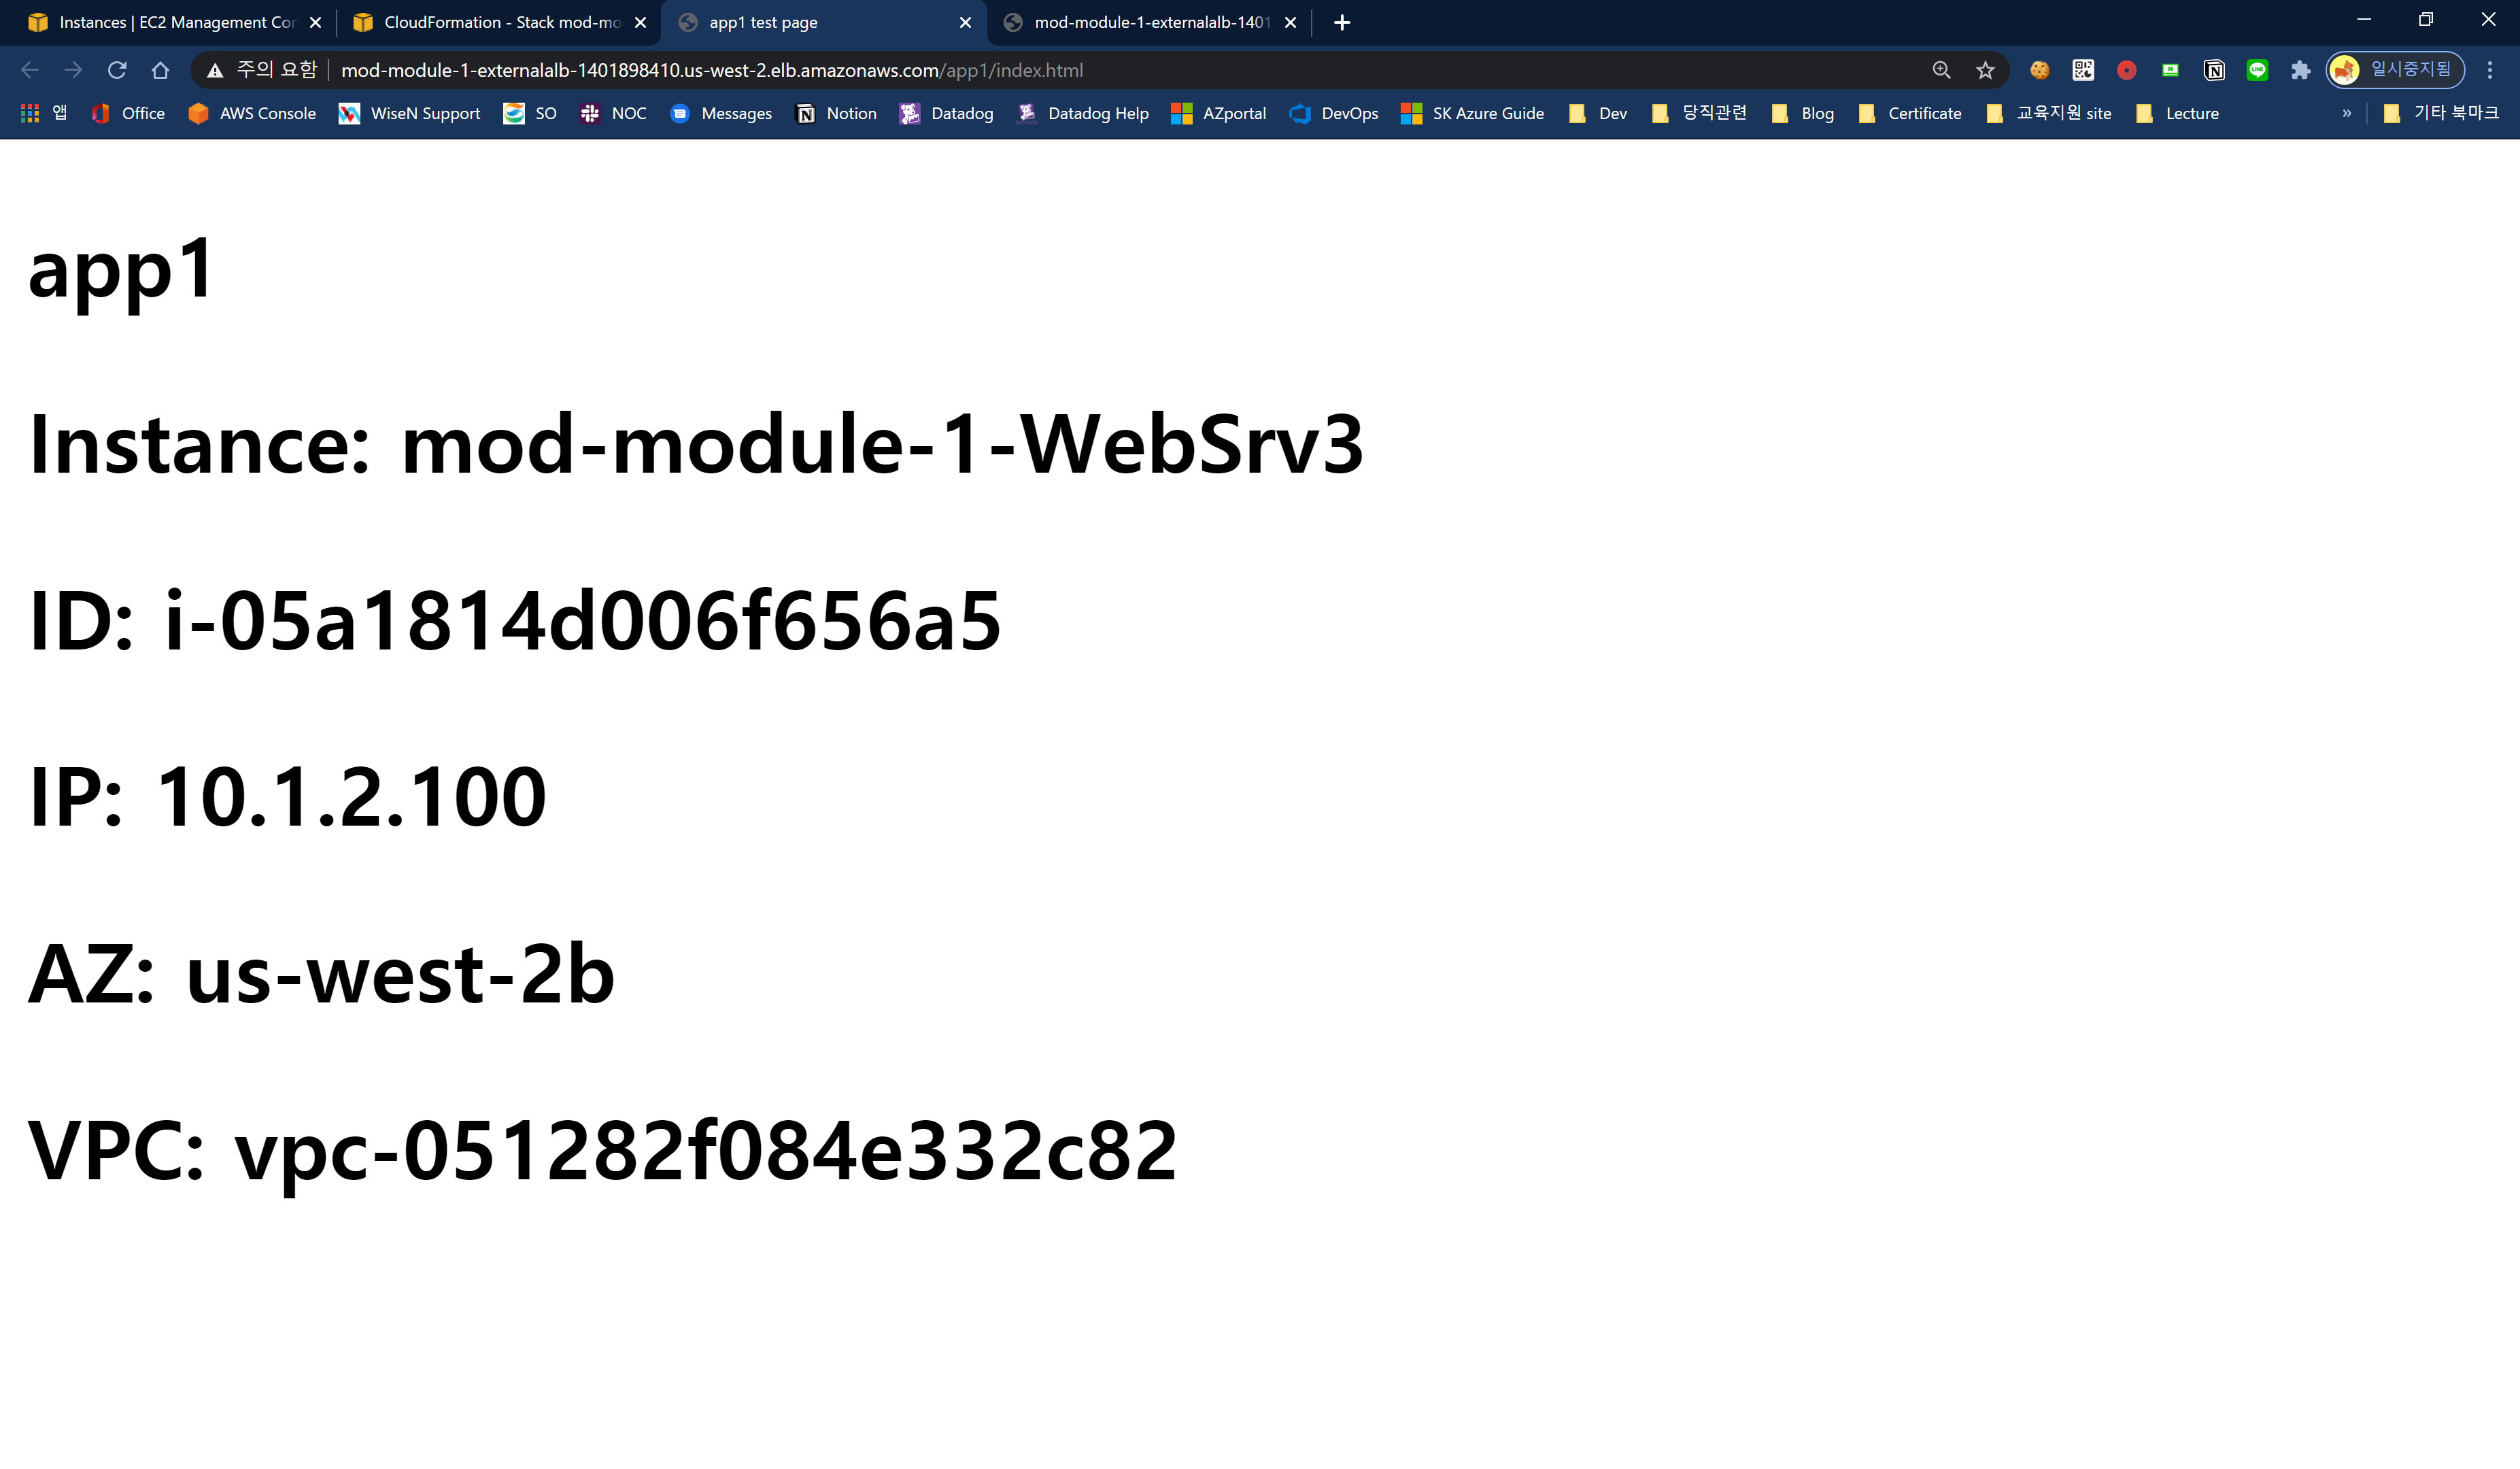 Instances | EC2 Management Con
CloudFormation - Stack mod-mo
app1 test page
mod-module-1-externalalb-1401
주의 요함
mod-module-1-externalalb-1401898410.us-west-2.elb.amazonaws.com/app1/index.html
일시중지됨
앱
Office
AWS Console
WiseN Support
SO
NOC
Messages
Notion
Datadog
Datadog Help
AZportal
DevOps
SK Azure Guide
Dev
당직관련
Blog
Certificate
교육지원 site
Lecture
»
기타 북마크
app1
Instance: mod-module-1-WebSrv3
ID: i-05a1814d006f656a5
IP: 10.1.2.100
AZ: us-west-2b
VPC: vpc-051282f084e332c82